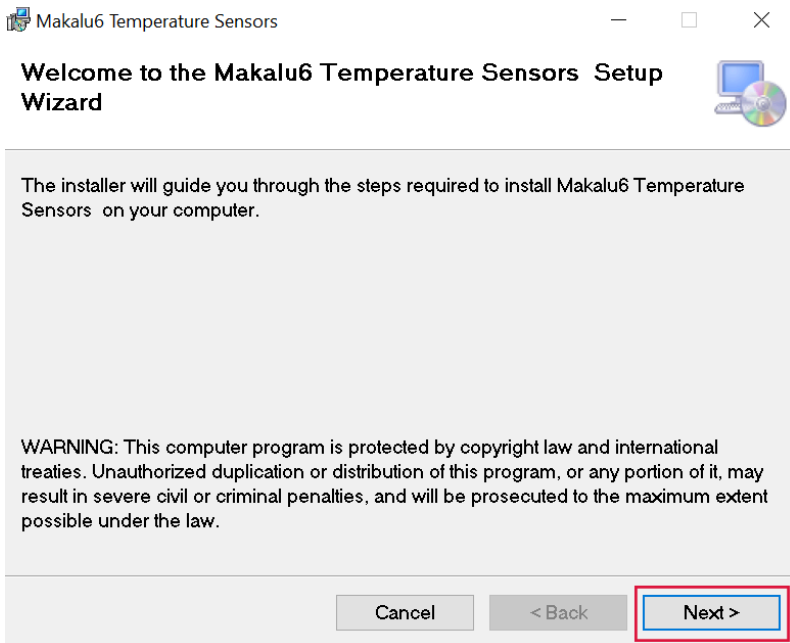 Makalu6 Temperature Sensors
Welcome to the Makalu6 Temperature Sensors  Setup
Wizard
The installer will guide you through the steps required to install Makalu6 Temperature
Sensors  on your computer.
WARNING: This computer program is protected by copyright law and international
treaties. Unauthorized duplication or distribution of this program, or any portion of it, may
result in severe civil or criminal penalties, and will be prosecuted to the maximum extent
possible under the law.
Cancel
< Back
Next >